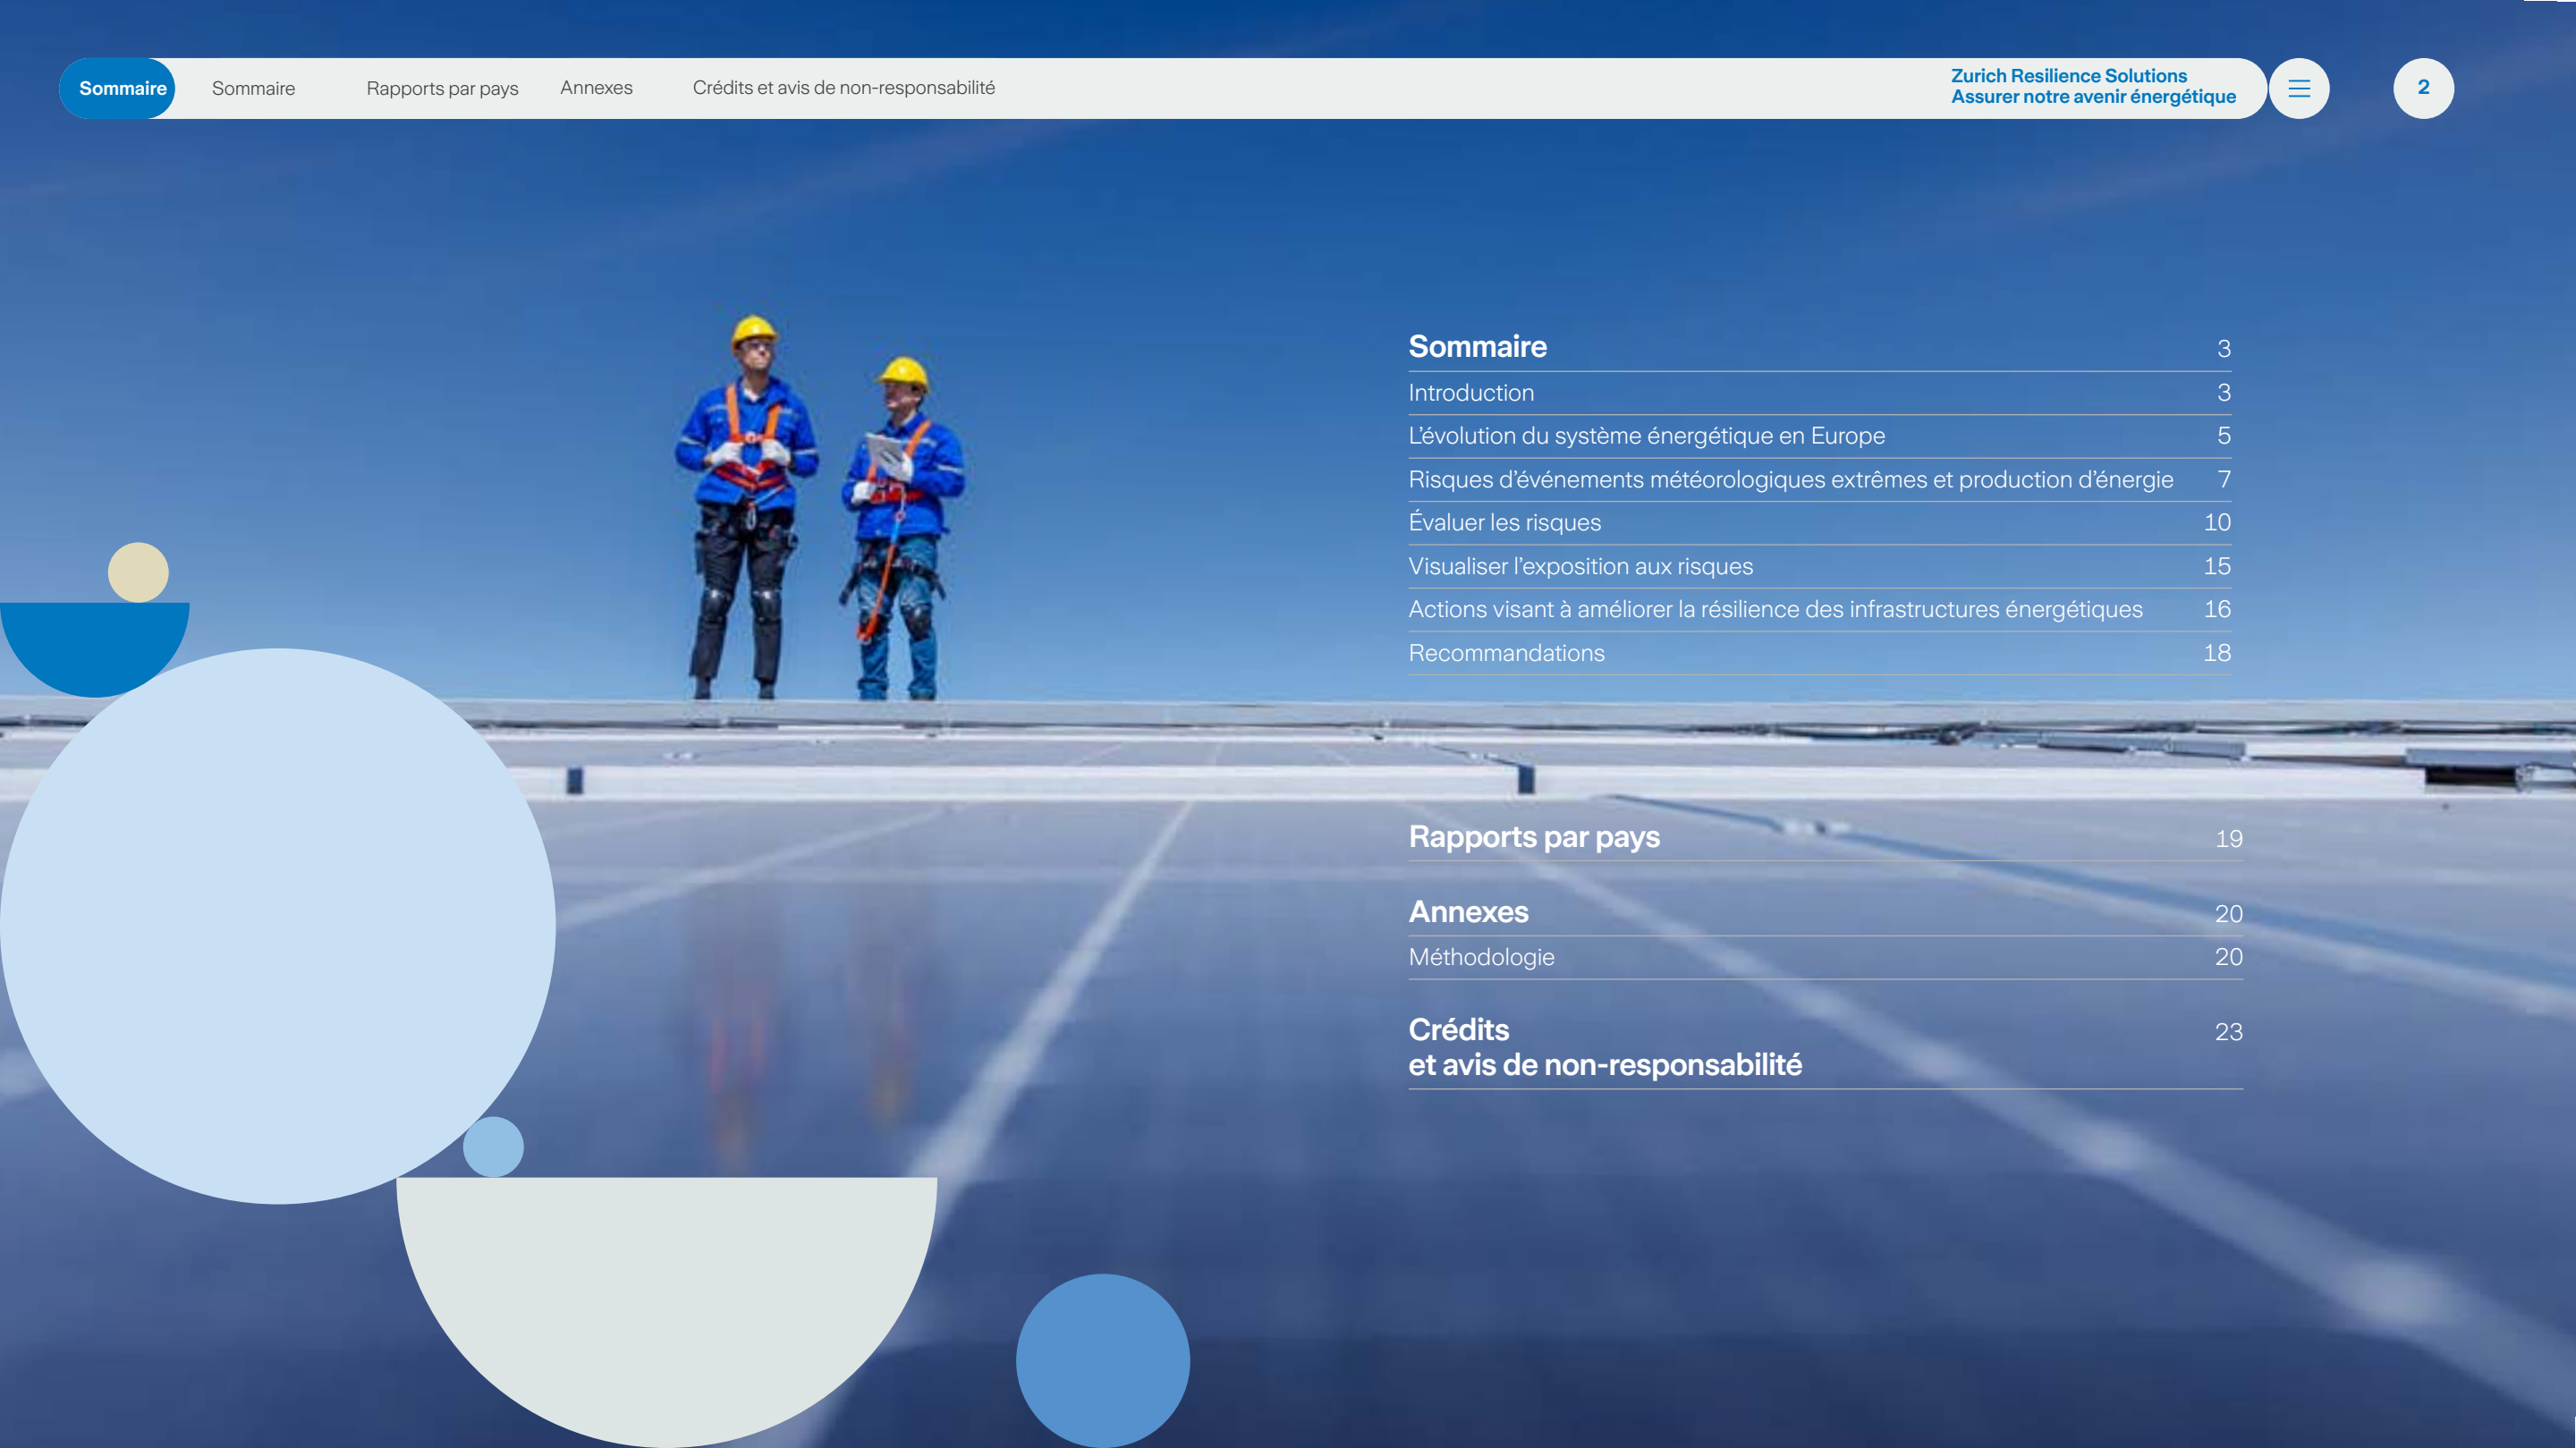 Sommaire
Sommaire
Rapports par pays
Annexes
Crédits et avis de non-responsabilité
Zurich Resilience Solutions
Assurer notre avenir énergétique
2
Sommaire 3
Introduction 3
L’évolution du système énergétique en Europe 5
Risques d’événements météorologiques extrêmes et production d’énergie 7
Évaluer les risques 10
Visualiser l’exposition aux risques 15
Actions visant à améliorer la résilience des infrastructures énergétiques 16
Recommandations 18
Rapports par pays 19
Annexes 20
Méthodologie 20
Crédits 23
et avis de non-responsabilité